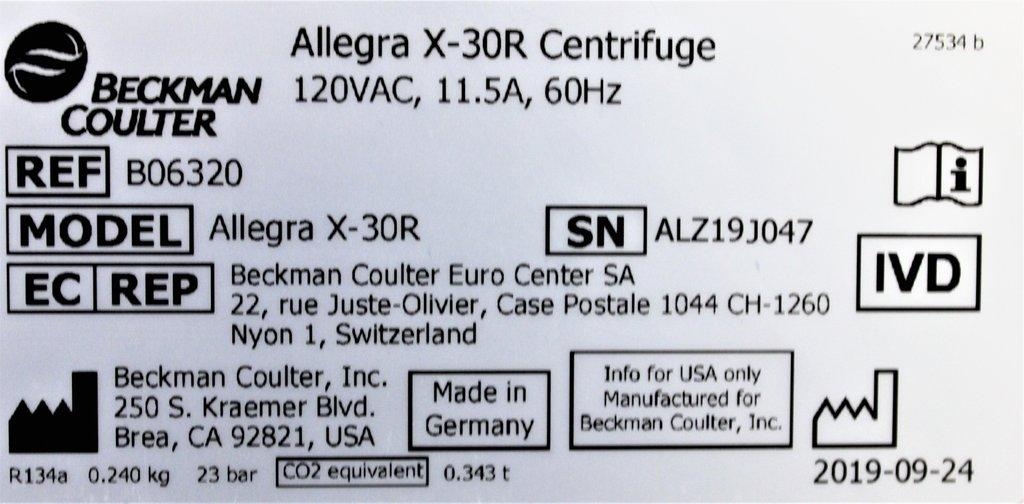 Allegra X-30R Centrifuge
27534 b
BECKMAN
COULTER
120VAC, 11.5A, 60Hz
REF B06320
i
MODEL Allegra X-30R SN ALZ19J047
IVD
EC REP Beckman Coulter Euro Center SA
22, rue Juste-Olivier, Case Postale 1044 CH-1260
Nyon 1, Switzerland
Beckman Coulter, Inc.
250 S. Kraemer Blvd.
Brea, CA 92821, USA
Made in
Germany
Info for USA only
Manufactured for
Beckman Coulter, Inc.
2019-09-24
R134a 0.240 kg 23 bar CO2 equivalent 0.343 t